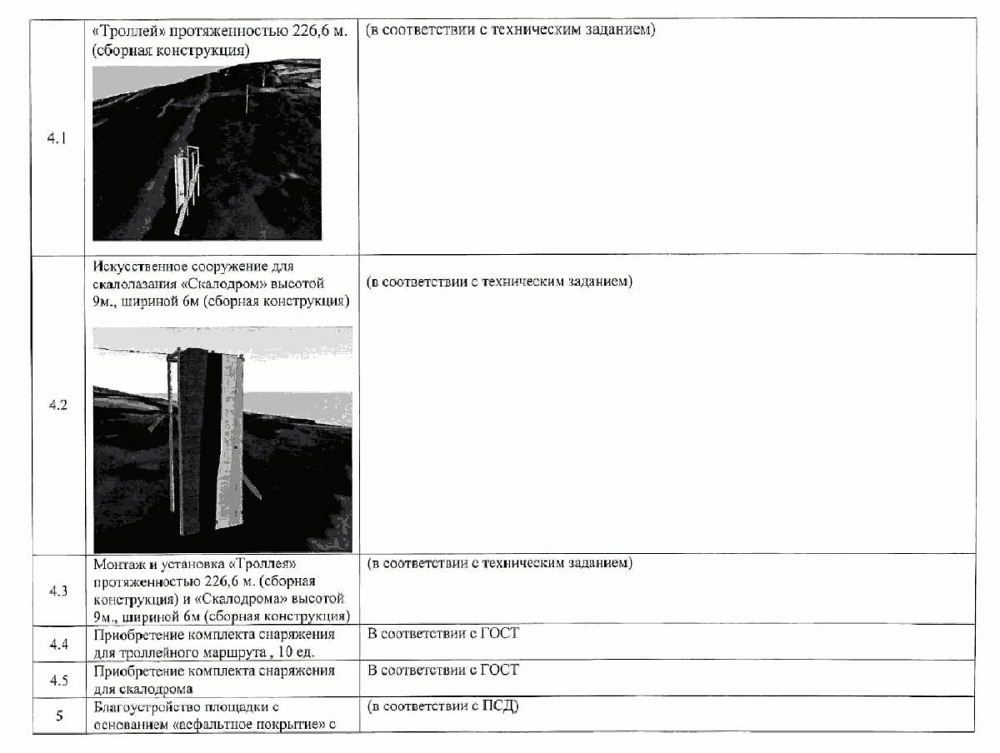 4.1
«Троллей» протяженностью 226,6 м.
(сборная конструкция)
(в соответствии с техническим заданием)
4.2
Искусственное сооружение для
скалолазания «Скалодром» высотой
9м., шириной 6м (сборная конструкция)
(в соответствии с техническим заданием)
4.3
Монтаж и установка «Троллея»
протяженностью 226,6 м. (сборная
конструкция) и «Скалодрома» высотой
9м., шириной 6м (сборная конструкция)
(в соответствии с техническим заданием)
4.4
Приобретение комплекта снаряжения
для троллейного маршрута , 10 ед.
В соответствии с ГОСТ
4.5
Приобретение комплекта снаряжения
для скалодрома
В соответствии с ГОСТ
5
Благоустройство площадки с
основанием «асфальтное покрытие» с
(в соответствии с ПСД)